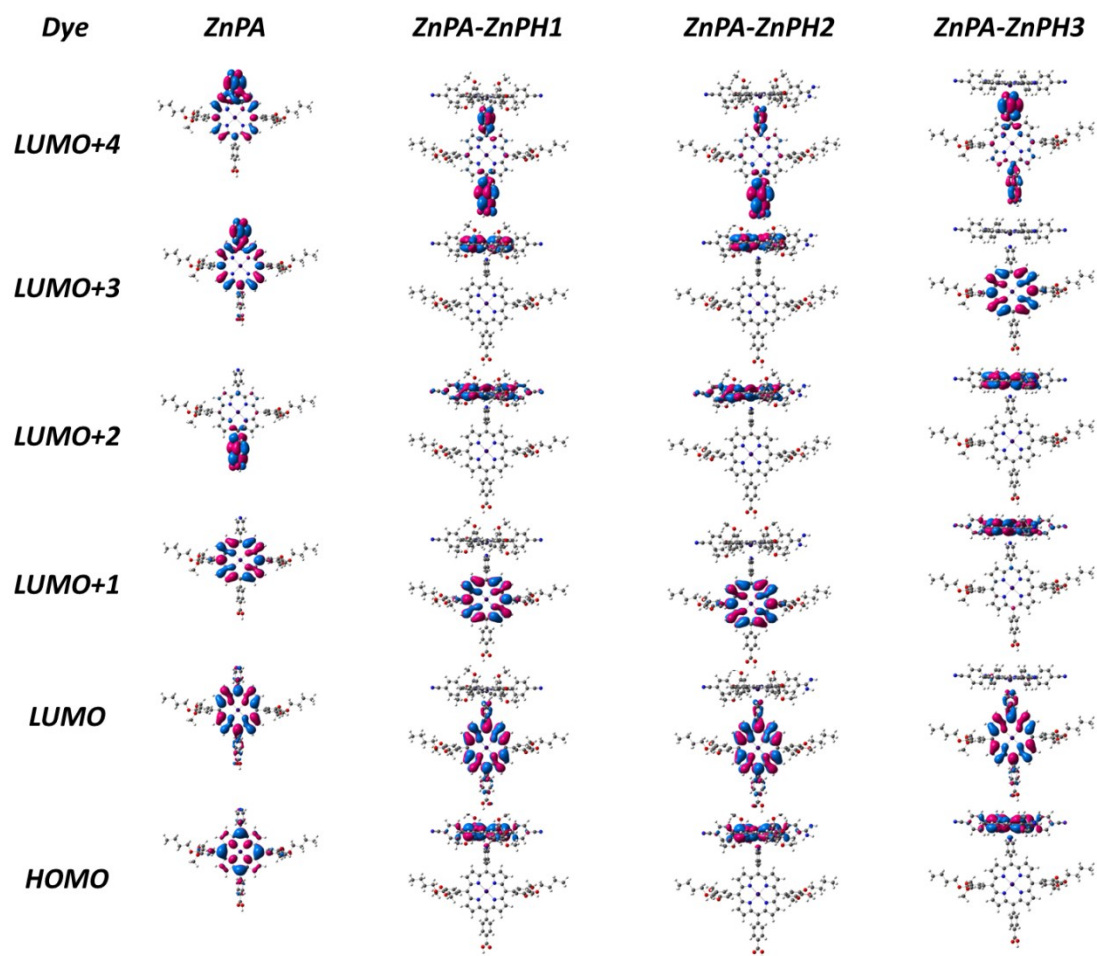 Dye ZnPA ZnPA-ZnPH1 ZnPA-ZnPH2 ZnPA-ZnPH3
LUMO+4
LUMO+3
LUMO+2
LUMO+1
LUMO
HOMO